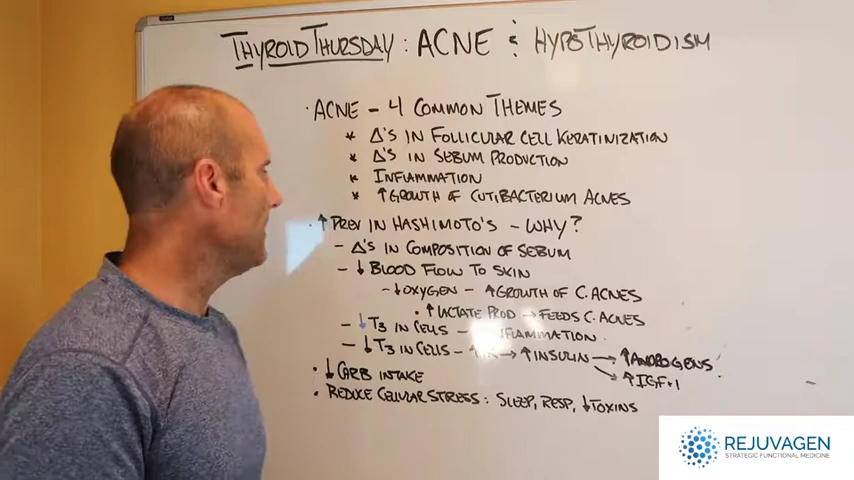 THYROID THURSDAY : ACNE & HYPOTHYROIDISM
· ACNE - 4 COMMON THEMES
* Δ'S IN FOLLICULAR CELL KERATINIZATION
* Δ'S IN SEBUM PRODUCTION
* INFLAMMATION
* ↑GROWTH OF CUTIBACTERIUM ACNES
· ↑PREV IN HASHIMOTO'S - WHY?
- Δ'S IN COMPOSITION OF SEBUM
- ↓BLOOD FLOW TO SKIN
- ↓OXYGEN - ↑GROWTH OF C. ACNES
· ↑LACTATE PROD → FEEDS C. ACNES
- ↓T3 IN CELLS - INFLAMMATION
- ↓T3 IN CELLS - ↑ → ↑INSULIN → ↑ANDROGENS
↘ ↑IGF-1
· ↓CARB INTAKE
· REDUCE CELLULAR STRESS: SLEEP, RESP, ↓TOXINS
REJUVAGEN
STRATEGIC FUNCTIONAL MEDICINE